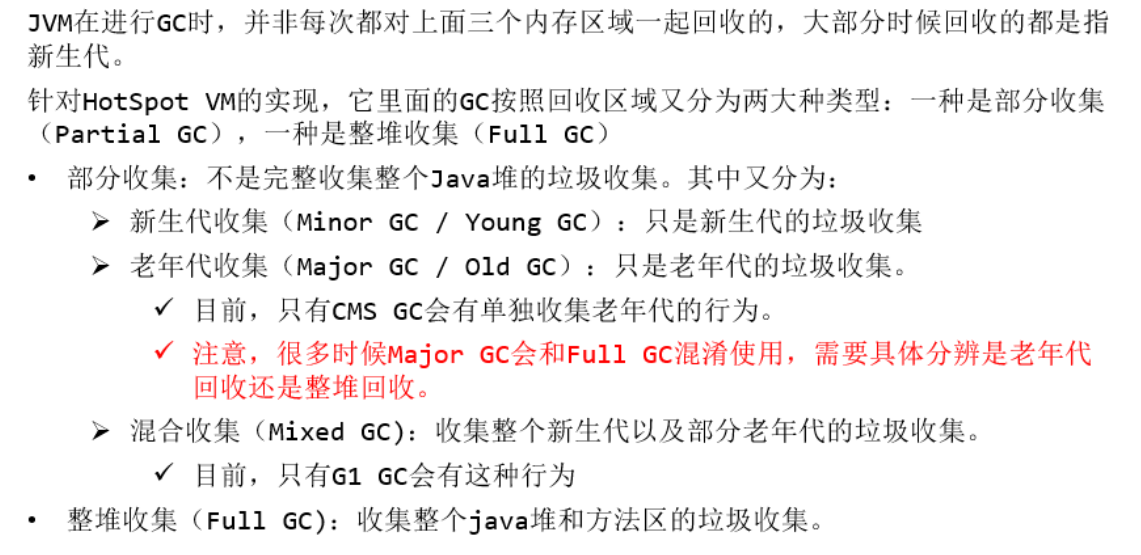 JVM在进行GC时，并非每次都对上面三个内存区域一起回收的，大部分时候回收的都是指
新生代。
针对HotSpot VM的实现，它里面的GC按照回收区域又分为两大种类型：一种是部分收集
（Partial GC），一种是整堆收集（Full GC）
• 部分收集：不是完整收集整个Java堆的垃圾收集。其中又分为：
➢ 新生代收集（Minor GC / Young GC）：只是新生代的垃圾收集
➢ 老年代收集（Major GC / Old GC）：只是老年代的垃圾收集。
✓ 目前，只有CMS GC会有单独收集老年代的行为。
✓ 注意，很多时候Major GC会和Full GC混淆使用，需要具体分辨是老年代
回收还是整堆回收。
➢ 混合收集（Mixed GC)：收集整个新生代以及部分老年代的垃圾收集。
✓ 目前，只有G1 GC会有这种行为
• 整堆收集（Full GC)：收集整个java堆和方法区的垃圾收集。